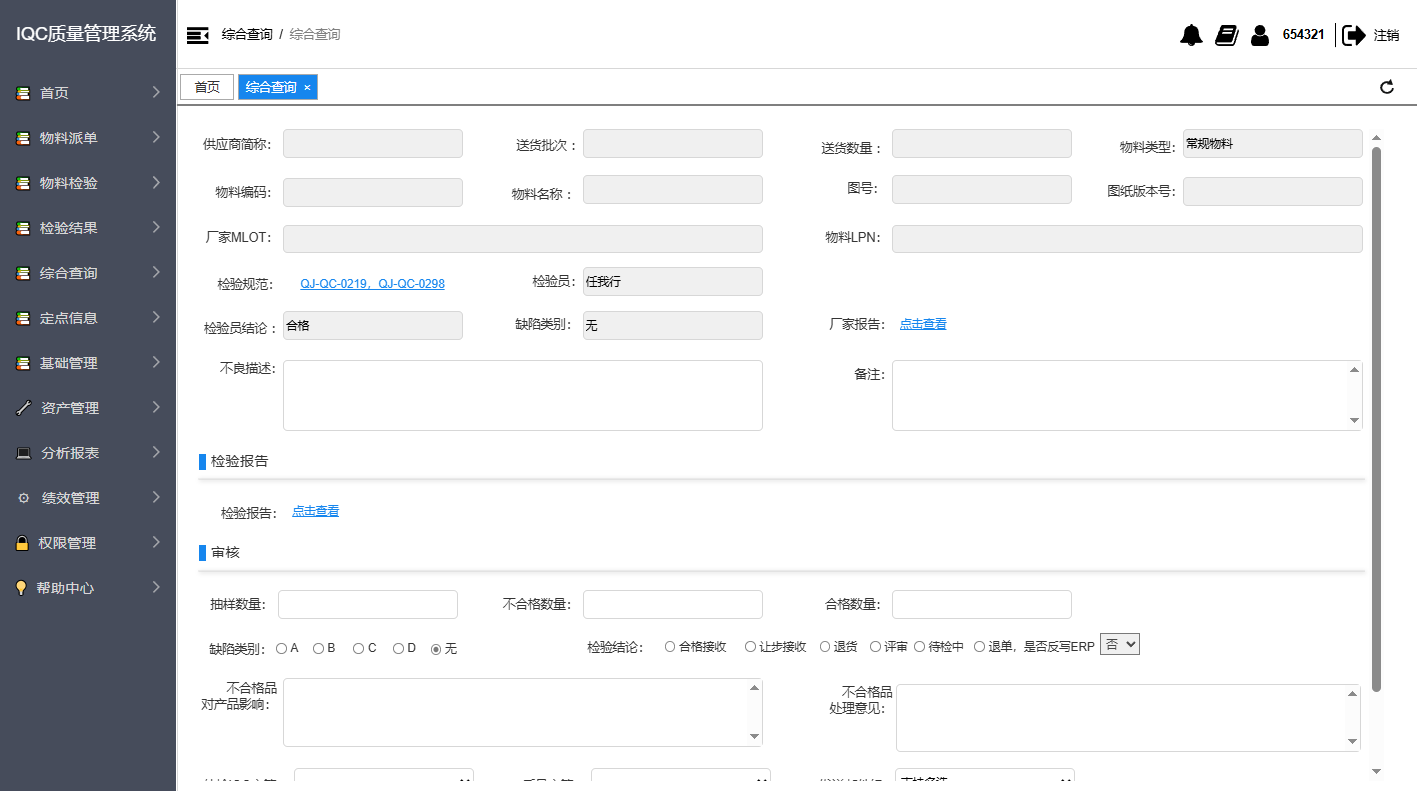 IQC质量管理系统
综合查询 / 综合查询
654321
注销
首页
物料派单
物料检验
检验结果
综合查询
定点信息
基础管理
资产管理
分析报表
绩效管理
权限管理
帮助中心
首页
综合查询 ×
供应商简称：
送货批次：
送货数量：
物料类型： 常规物料
物料编码：
物料名称：
图号：
图纸版本号：
厂家MLOT：
物料LPN：
检验规范： QJ-QC-0219，QJ-QC-0298
检验员： 任我行
检验员结论： 合格
缺陷类别： 无
厂家报告： 点击查看
不良描述：
备注：
检验报告
检验报告： 点击查看
审核
抽样数量：
不合格数量：
合格数量：
缺陷类别： A B C D 无
检验结论： 合格接收 让步接收 退货 评审 待检中 退单，是否反写ERP 否
不合格品
对产品影响：
不合格品
处理意见：